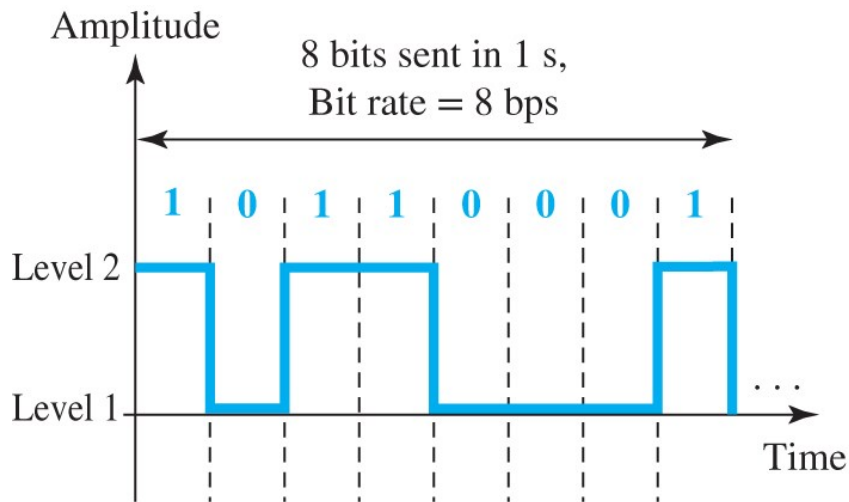 Amplitude
8 bits sent in 1 s,
Bit rate = 8 bps
1 0 1 1 0 0 0 1
Level 2
Level 1
. . .
Time